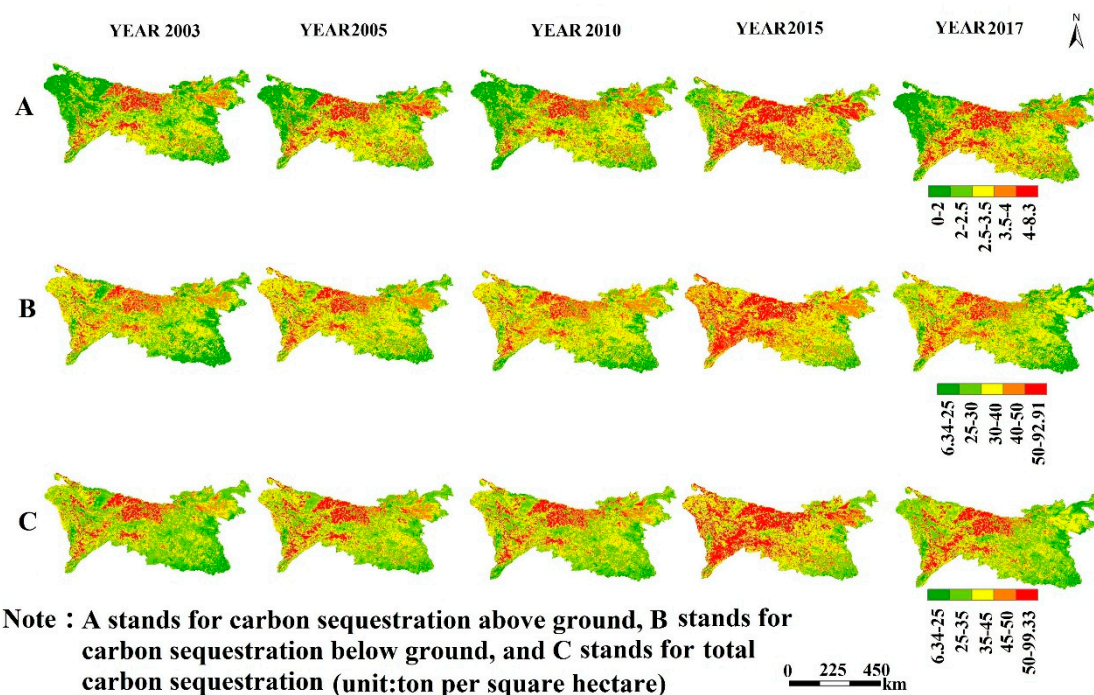 YEAR 2003 YEAR2005 YEAR 2010 YEAR2015 YEAR2017 N
A
0-2 2-2.5 2.5-3.5 3.5-4 4-8.3
B
6.34-25 25-30 30-40 40-50 50-92.91
C
6.34-25 25-35 35-45 45-50 50-99.33
Note : A stands for carbon sequestration above ground, B stands for
carbon sequestration below ground, and C stands for total
carbon sequestration (unit:ton per square hectare)
0 225 450
km